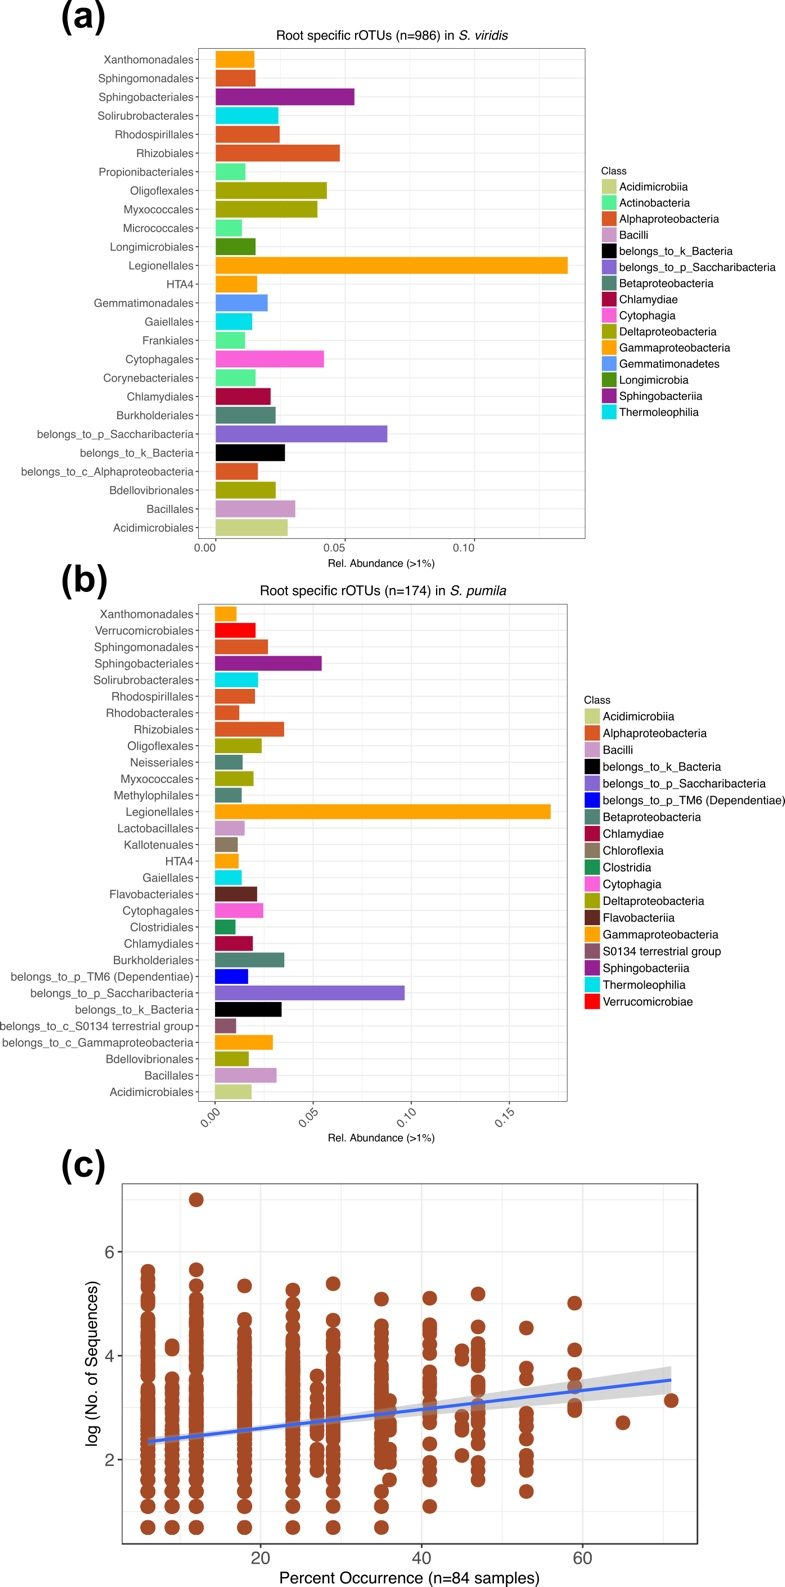 (a)
Root specific rOTUs (n=986) in S. viridis
Xanthomonadales
Sphingomonadales
Sphingobacteriales
Solirubrobacterales
Rhodospirillales
Rhizobiales
Propionibacteriales
Oligoflexales
Myxococcales
Micrococcales
Longimicrobiales
Legionellales
HTA4
Gemmatimonadales
Gaiellales
Frankiales
Cytophagales
Corynebacteriales
Chlamydiales
Burkholderiales
belongs_to_p_Saccharibacteria
belongs_to_k_Bacteria
belongs_to_c_Alphaproteobacteria
Bdellovibrionales
Bacillales
Acidimicrobiales
0.00 0.05 0.10
Rel. Abundance (>1%)
Class
Acidimicrobiia
Actinobacteria
Alphaproteobacteria
Bacilli
belongs_to_k_Bacteria
belongs_to_p_Saccharibacteria
Betaproteobacteria
Chlamydiae
Cytophagia
Deltaproteobacteria
Gammaproteobacteria
Gemmatimonadetes
Longimicrobia
Sphingobacteriia
Thermoleophilia
(b)
Root specific rOTUs (n=174) in S. pumila
Xanthomonadales
Verrucomicrobiales
Sphingomonadales
Sphingobacteriales
Solirubrobacterales
Rhodospirillales
Rhodobacterales
Rhizobiales
Oligoflexales
Neisseriales
Myxococcales
Methylophilales
Legionellales
Lactobacillales
Kallotenuales
HTA4
Gaiellales
Flavobacteriales
Cytophagales
Clostridiales
Chlamydiales
Burkholderiales
belongs_to_p_TM6 (Dependentiae)
belongs_to_p_Saccharibacteria
belongs_to_k_Bacteria
belongs_to_c_S0134 terrestrial group
belongs_to_c_Gammaproteobacteria
Bdellovibrionales
Bacillales
Acidimicrobiales
0.00 0.05 0.10 0.15
Rel. Abundance (>1%)
Class
Acidimicrobiia
Alphaproteobacteria
Bacilli
belongs_to_k_Bacteria
belongs_to_p_Saccharibacteria
belongs_to_p_TM6 (Dependentiae)
Betaproteobacteria
Chlamydiae
Chloroflexia
Clostridia
Cytophagia
Deltaproteobacteria
Flavobacteriia
Gammaproteobacteria
S0134 terrestrial group
Sphingobacteriia
Thermoleophilia
Verrucomicrobiae
(c)
log (No. of Sequences)
6
4
2
20 40 60
Percent Occurrence (n=84 samples)